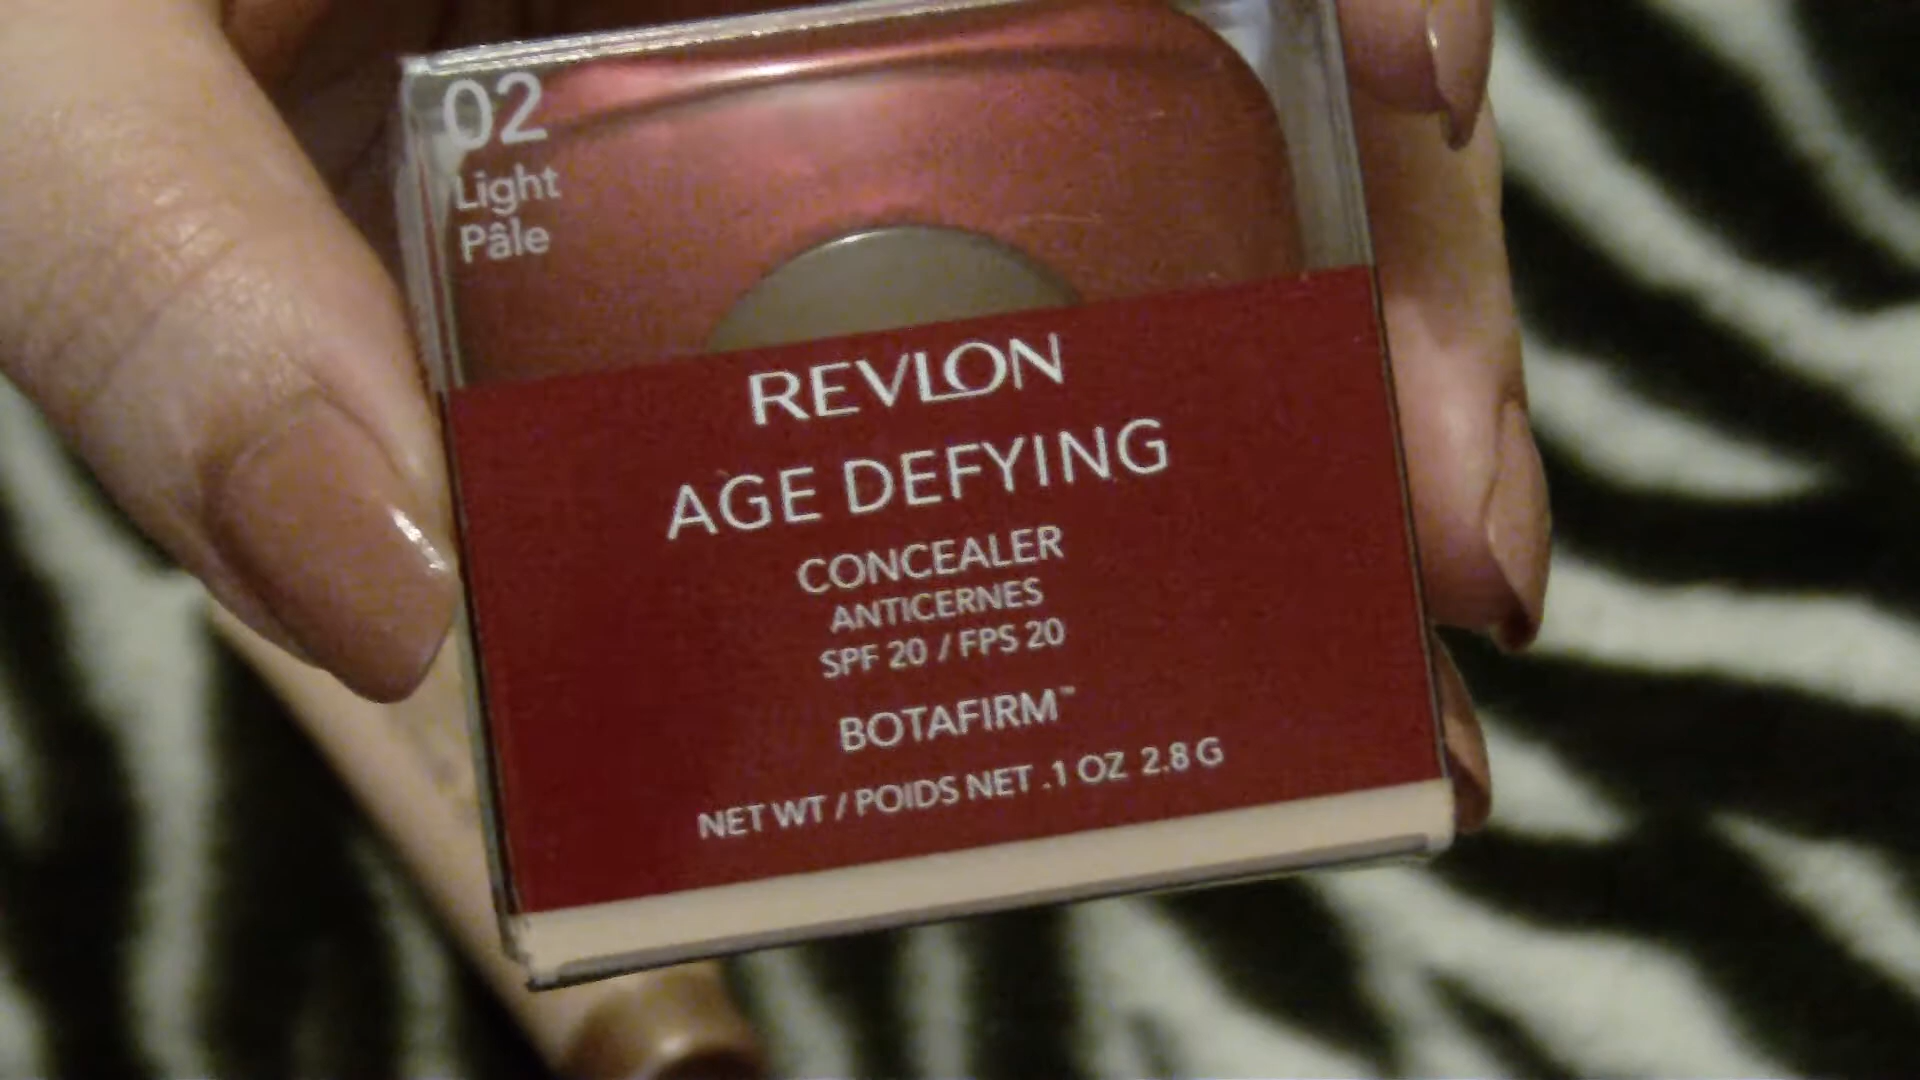 02
Light
Pâle
REVLON
AGE DEFYING
CONCEALER
ANTICERNES
SPF 20 / FPS 20
BOTAFIRM™
NET WT / POIDS NET .1 OZ 2.8 G